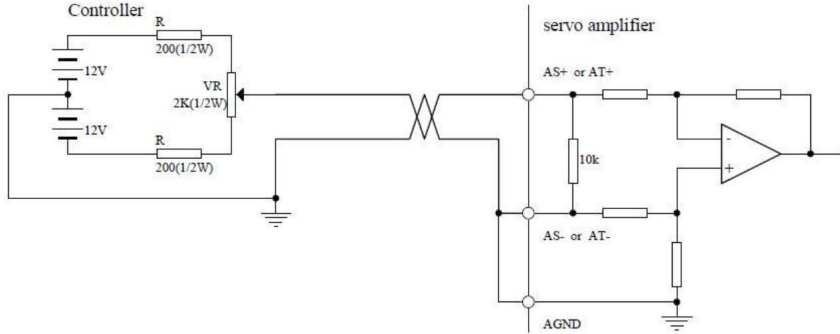 Controller
R
200(1/2W)
12V
VR
2K(1/2W)
12V
R
200(1/2W)
servo amplifier
AS+ or AT+
10k
-
+
AS- or AT-
AGND